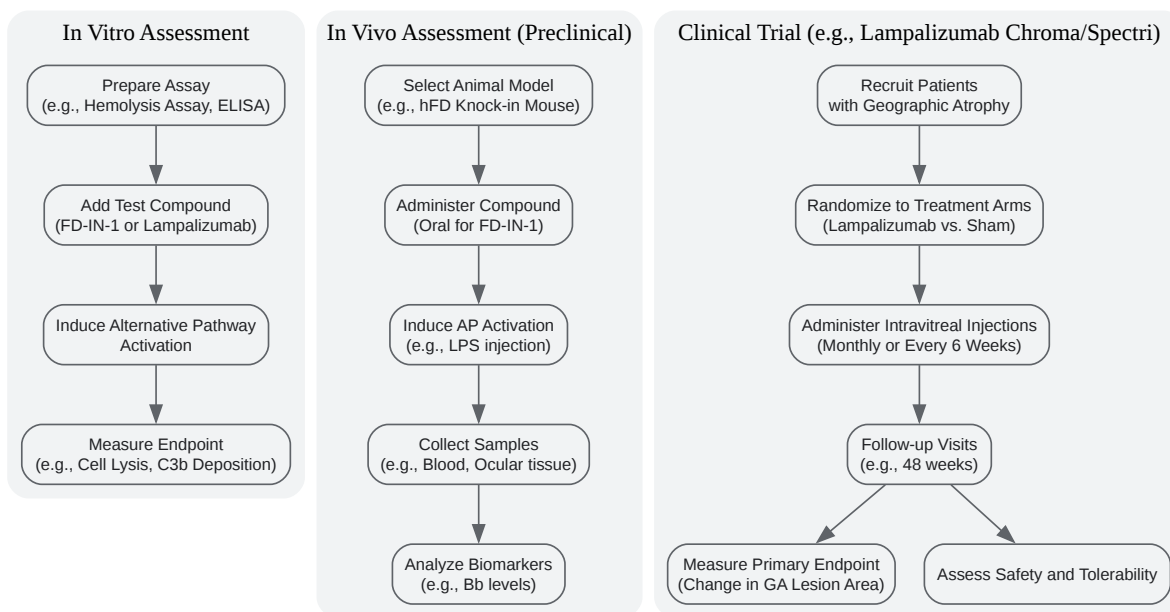 In Vitro Assessment
Prepare Assay
(e.g., Hemolysis Assay, ELISA)
Add Test Compound
(FD-IN-1 or Lampalizumab)
Induce Alternative Pathway
Activation
Measure Endpoint
(e.g., Cell Lysis, C3b Deposition)
In Vivo Assessment (Preclinical)
Select Animal Model
(e.g., hFD Knock-in Mouse)
Administer Compound
(Oral for FD-IN-1)
Induce AP Activation
(e.g., LPS injection)
Collect Samples
(e.g., Blood, Ocular tissue)
Analyze Biomarkers
(e.g., Bb levels)
Clinical Trial (e.g., Lampalizumab Chroma/Spectri)
Recruit Patients
with Geographic Atrophy
Randomize to Treatment Arms
(Lampalizumab vs. Sham)
Administer Intravitreal Injections
(Monthly or Every 6 Weeks)
Follow-up Visits
(e.g., 48 weeks)
Measure Primary Endpoint
(Change in GA Lesion Area)
Assess Safety and Tolerability